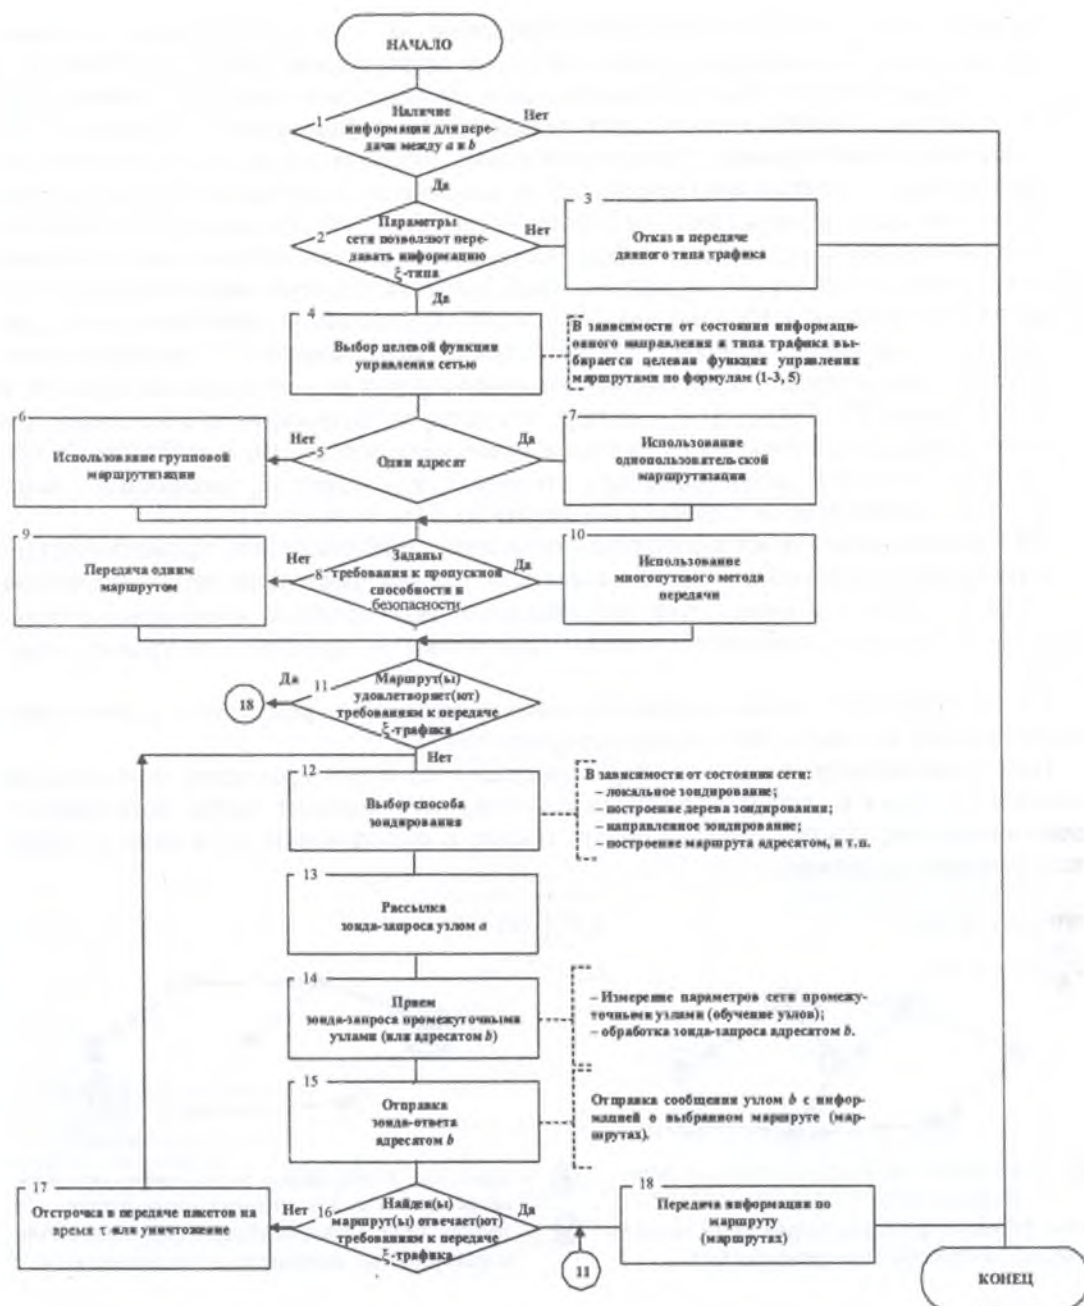 НАЧАЛО
1
Наличие
информации для пере-
дачи между a и b
Нет
Да
2
Параметры
сети позволяют пере-
давать информацию
ξ-типа
Нет
3
Отказ в передаче
данного типа трафика
Да
4
Выбор целевой функции
управления сетью
В зависимости от состояния информаци-
онного направления и типа трафика вы-
бирается целевая функция управления
маршрутами по формулам (1-3, 5)
6
Использование групповой
маршрутизации
Нет
5
Один адресат
Да
7
Использование
однопользовательской
маршрутизация
9
Передача одним
маршрутом
Нет
8
Заданы
требования к пропускной
способности и
безопасности
Да
10
Использование
многопутевого метода
передачи
18
Да
11
Маршрут(ы)
удовлетворяет(ют)
требованиям к передаче
ξ-трафика
Нет
12
Выбор способа
зондирования
В зависимости от состояния сети:
– локальное зондирование;
– построение дерева зондирования;
– направленное зондирование;
– построение маршрута адресатом, и т.п.
13
Рассылка
зонда-запроса узлом a
14
Прием
зонда-запроса промежуточными
узлами (или адресатом b)
– Измерение параметров сети промежу-
точными узлами (обучение узлов);
– обработка зонда-запроса адресатом b.
15
Отправка
зонда-ответа
адресатом b
Отправка сообщения узлом b с инфор-
мацией о выбранном маршруте (мар-
шрутах).
17
Отстрочка в передаче пакетов на
время τ или уничтожение
Нет
16
Найден(ы)
маршрут(ы) отвечает(ют)
требованиям к передаче
ξ-трафика
Да
11
18
Передача информации по
маршруту
(маршрутах)
КОНЕЦ